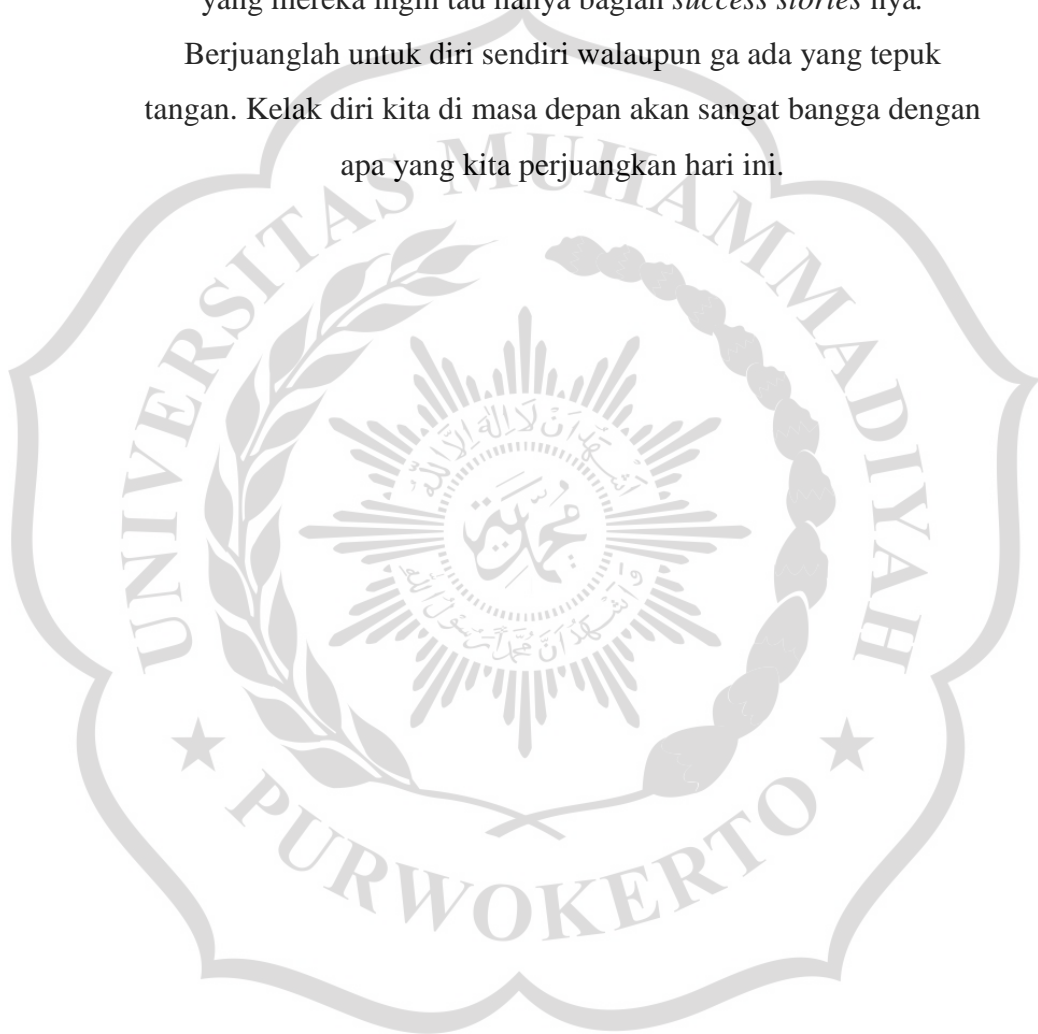 yang mereka ingin tau hanya bagian success stories nya.
Berjuanglah untuk diri sendiri walaupun ga ada yang tepuk
tangan. Kelak diri kita di masa depan akan sangat bangga dengan
apa yang kita perjuangkan hari ini.
UNIVERSITAS MUHAMMADIYAH
اَشْهَدُ اَنْ لَا اِلٰهَ اِلَّا اللهُ
مُحَمَّدِيَّة
وَاَشْهَدُ اَنَّ مُحَمَّدًا رَسُوْلُ اللهِ
★ PURWOKERTO ★